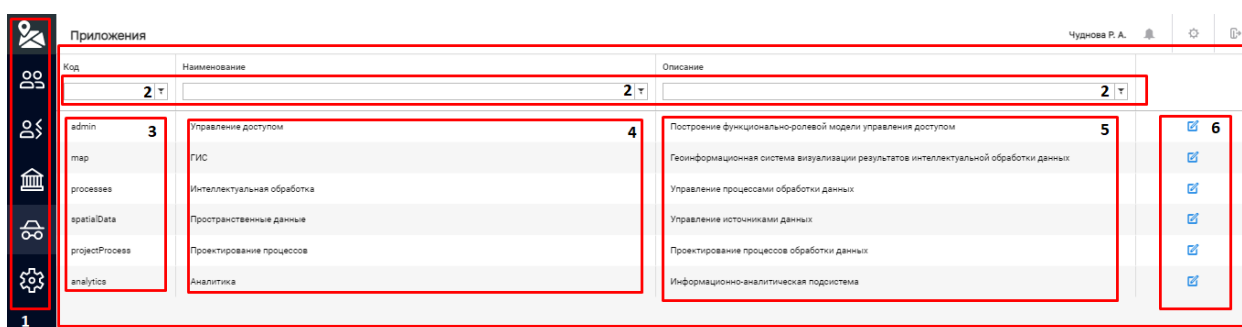 Приложения Чуднова Р. А.
Код Наименование Описание
2 2 2
admin 3 Управление доступом 4 Построение функционально-ролевой модели управления доступом 5 6
map ГИС Геоинформационная система визуализации результатов интеллектуальной обработки данных
processes Интеллектуальная обработка Управление процессами обработки данных
spatialData Пространственные данные Управление источниками данных
projectProcess Проектирование процессов Проектирование процессов обработки данных
analytics Аналитика Информационно-аналитическая подсистема
1